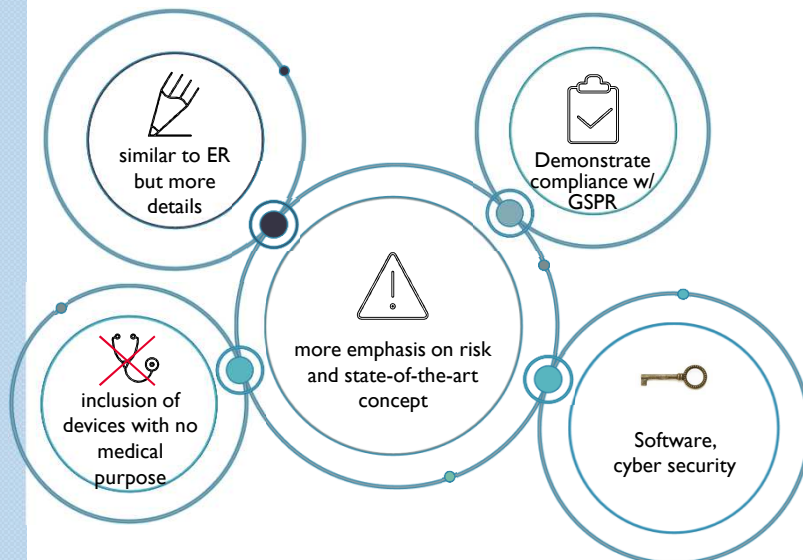 similar to ER
but more
details
Demonstrate
compliance w/
GSPR
more emphasis on risk
and state-of-the-art
concept
inclusion of
devices with no
medical
purpose
Software,
cyber security